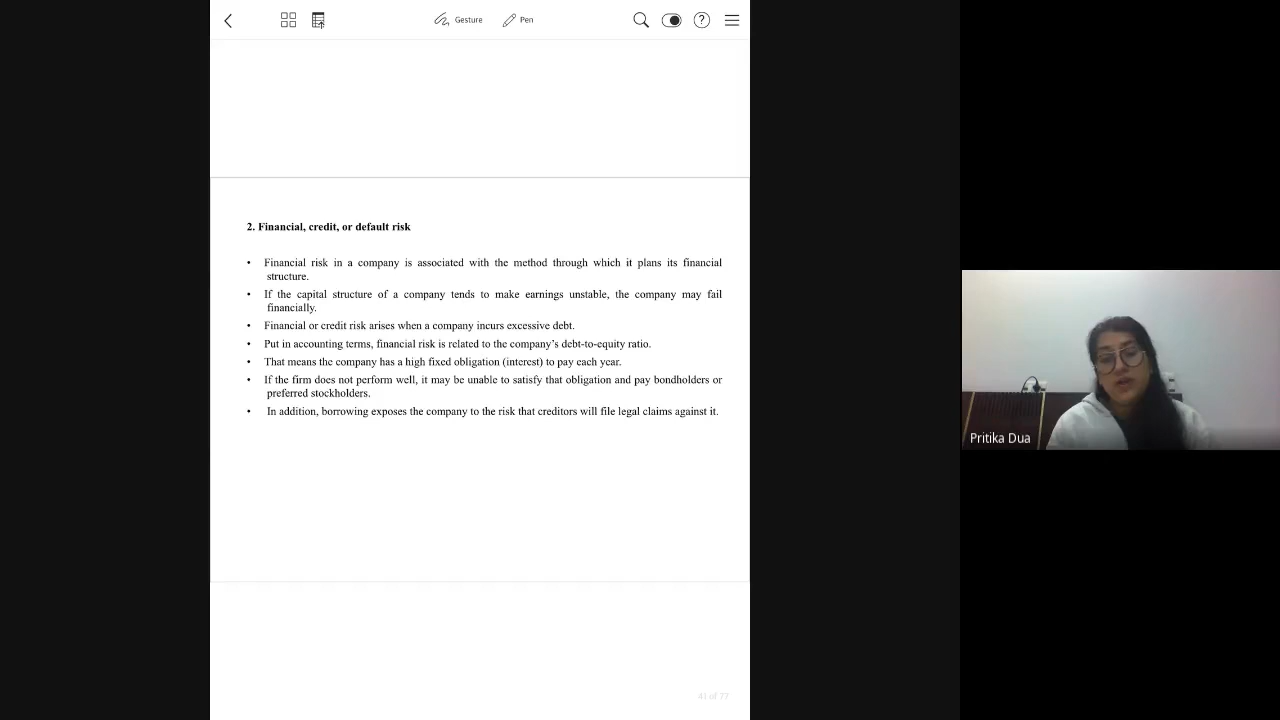 Gesture Pen
2. Financial, credit, or default risk
• Financial risk in a company is associated with the method through which it plans its financial
structure.
• If the capital structure of a company tends to make earnings unstable, the company may fail
financially.
• Financial or credit risk arises when a company incurs excessive debt.
• Put in accounting terms, financial risk is related to the company’s debt-to-equity ratio.
• That means the company has a high fixed obligation (interest) to pay each year.
• If the firm does not perform well, it may be unable to satisfy that obligation and pay bondholders or
preferred stockholders.
• In addition, borrowing exposes the company to the risk that creditors will file legal claims against it.
Pritika Dua
41 of 77